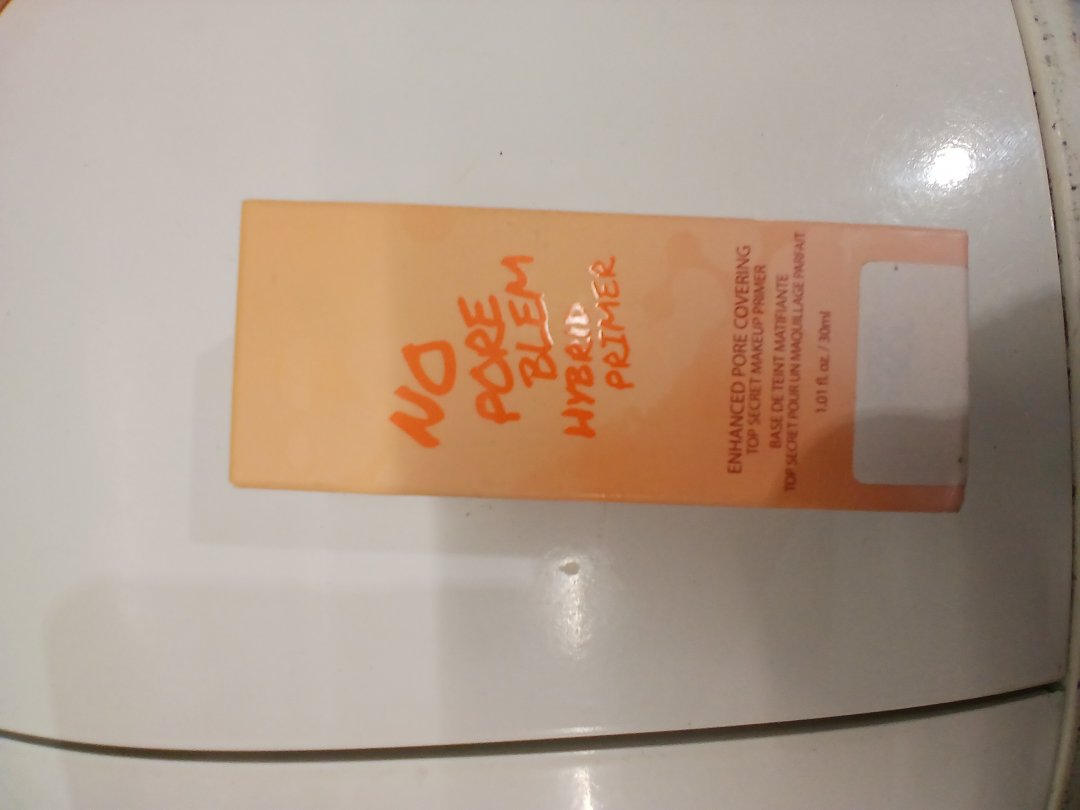 NO
PORE
BLEM
HYBRID
PRIMER
ENHANCED PORE COVERING
TOP SECRET MAKEUP PRIMER
BASE DE TEINT MATIFIANTE
TOP SECRET POUR UN MAQUILLAGE PARFAIT
1.01 fl. oz. / 30ml